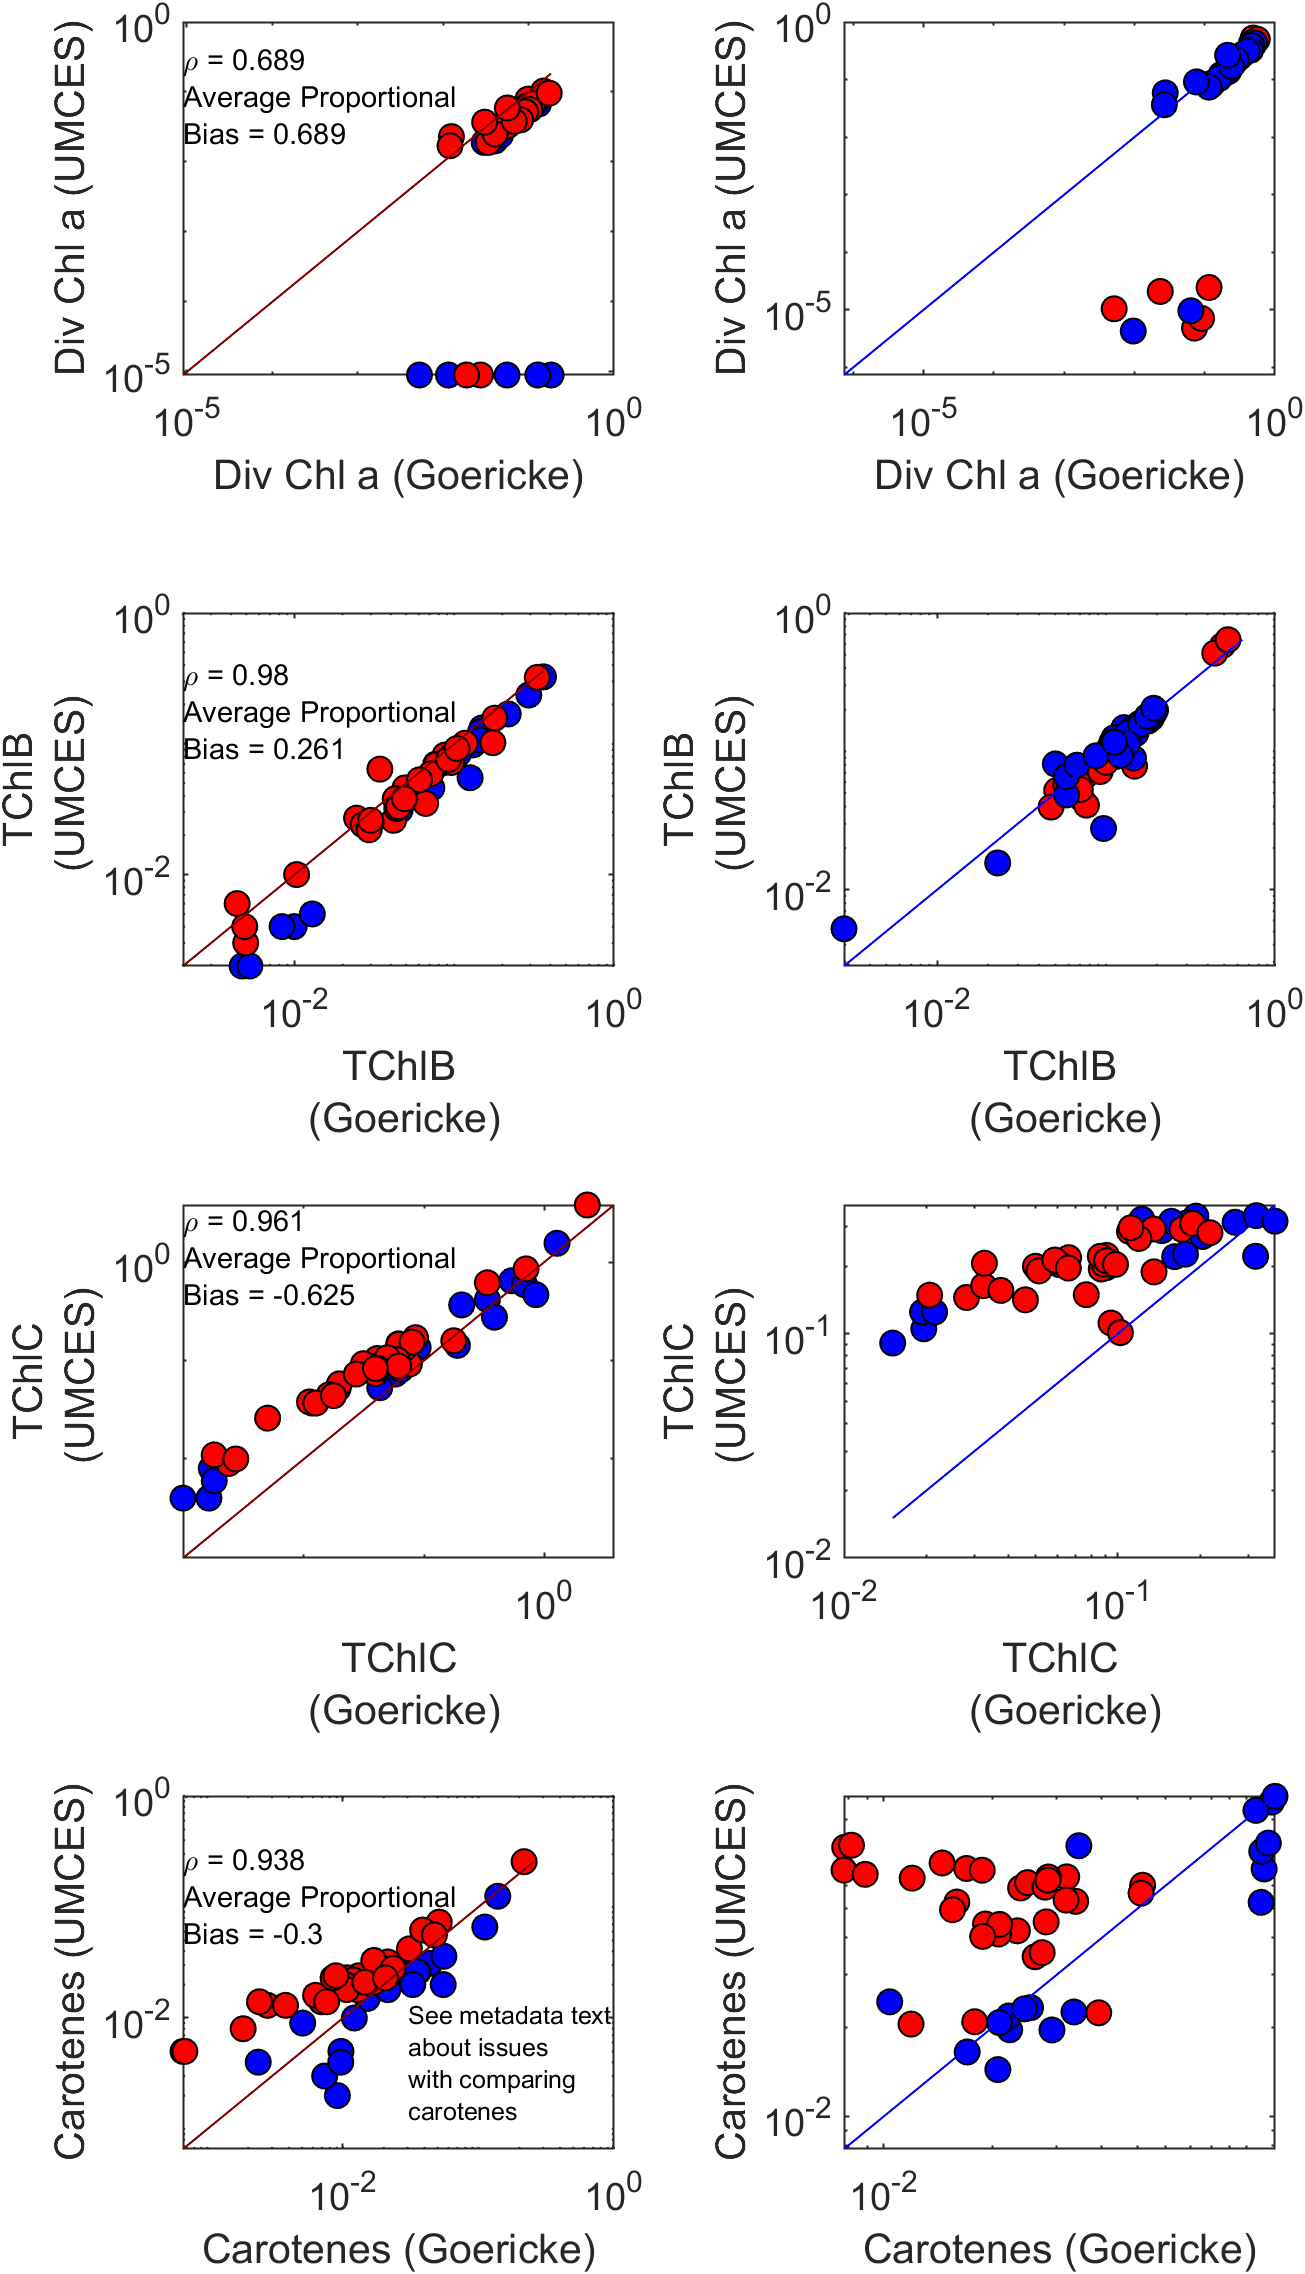 10^0
ρ = 0.689
Average Proportional
Bias = 0.689
Div Chl a (UMCES)
10^-5
10^-5
10^0
Div Chl a (Goericke)
10^0
Div Chl a (UMCES)
10^-5
10^-5
10^0
Div Chl a (Goericke)
10^0
ρ = 0.98
Average Proportional
Bias = 0.261
TChlB
(UMCES)
10^-2
10^-2
10^0
TChlB
(Goericke)
10^0
TChlB
(UMCES)
10^-2
10^-2
10^0
TChlB
(Goericke)
ρ = 0.961
10^0
Average Proportional
Bias = -0.625
TChlC
(UMCES)
10^0
TChlC
(Goericke)
TChlC
(UMCES)
10^-1
10^-2
10^-2
10^-1
TChlC
(Goericke)
10^0
ρ = 0.938
Average Proportional
Bias = -0.3
Carotenes (UMCES)
10^-2
See metadata text
about issues
with comparing
carotenes
10^-2
10^0
Carotenes (Goericke)
Carotenes (UMCES)
10^-2
10^-2
Carotenes (Goericke)